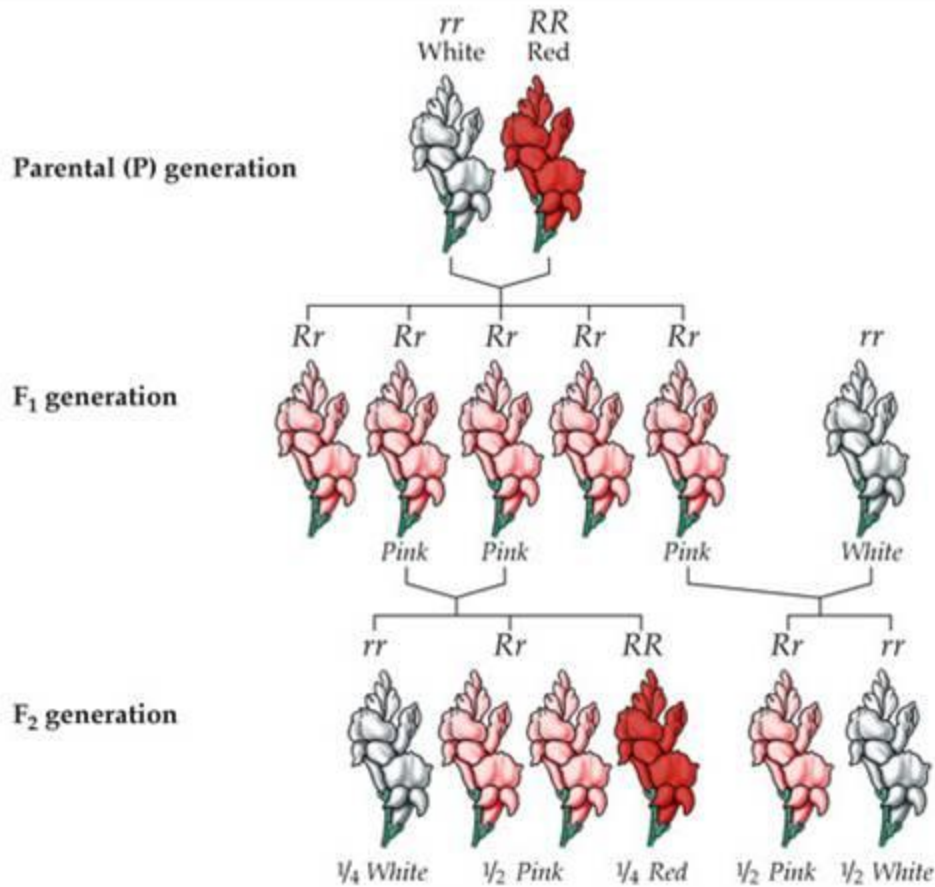 rr RR
White Red
Parental (P) generation
Rr Rr Rr Rr Rr rr
F₁ generation
Pink Pink Pink White
rr Rr RR Rr rr
F₂ generation
1/4 White 1/2 Pink 1/4 Red 1/2 Pink 1/2 White